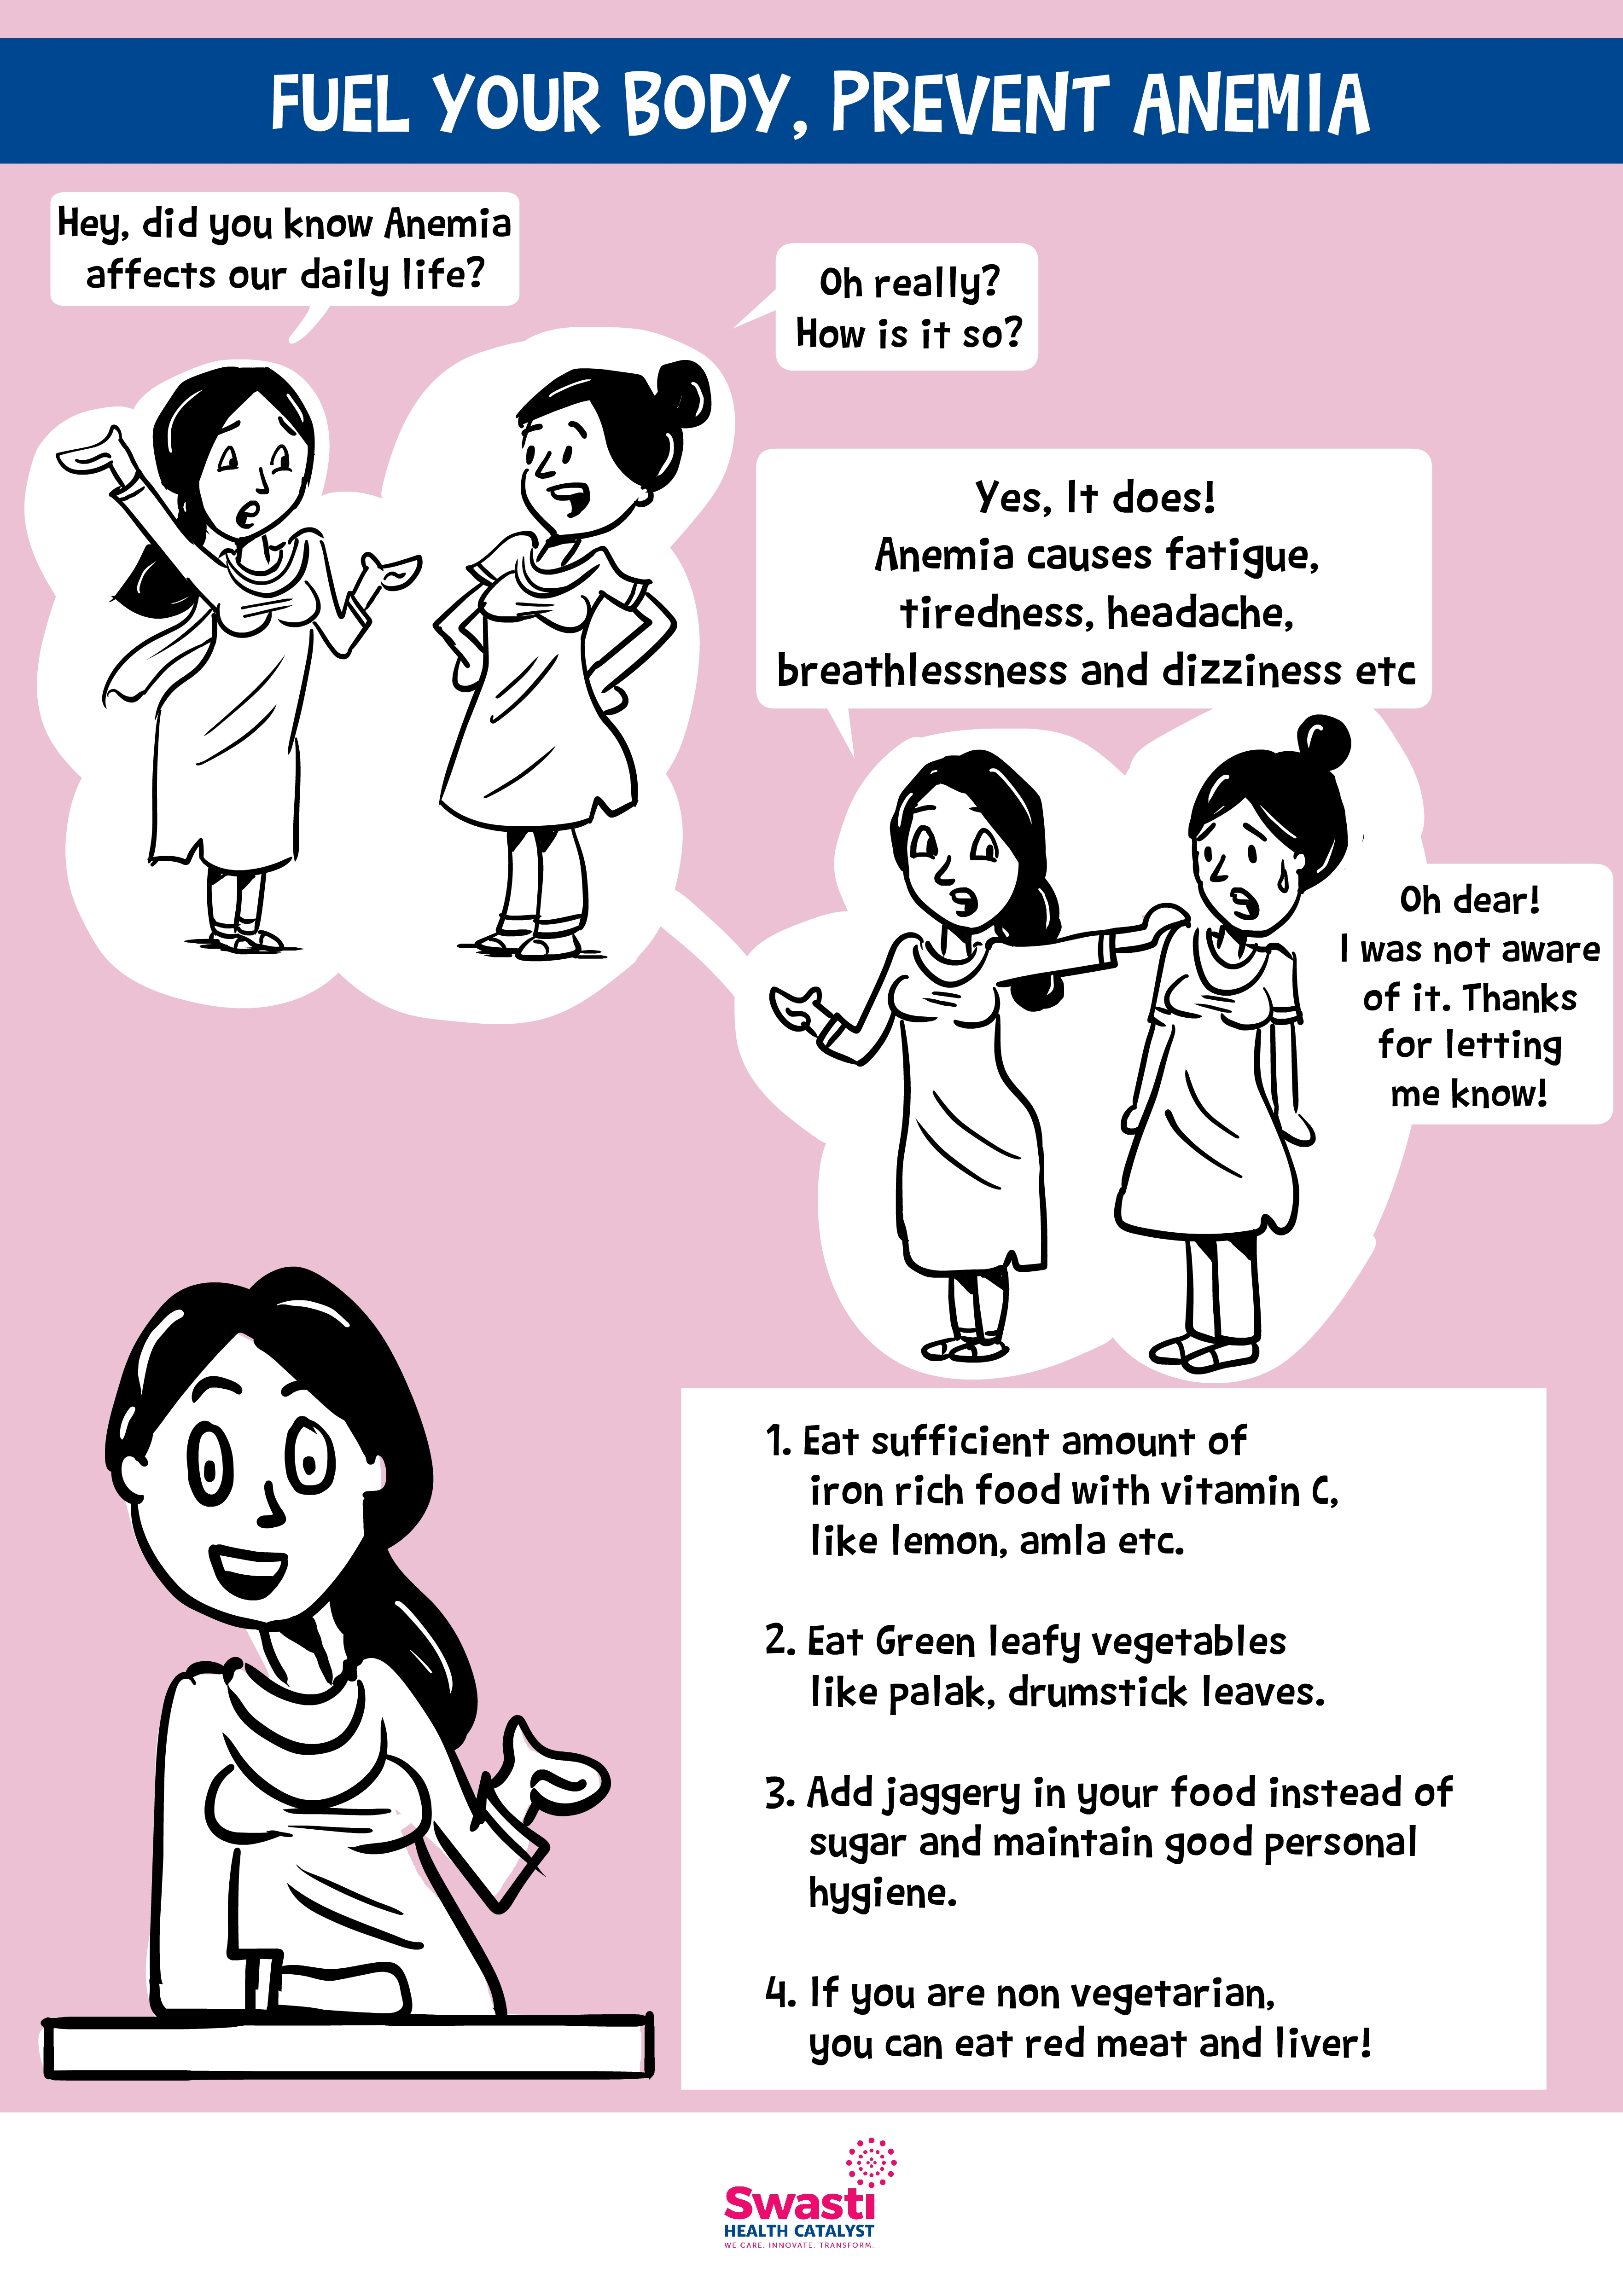 FUEL YOUR BODY, PREVENT ANEMIA
Hey, did you know Anemia
affects our daily life?
Oh really?
How is it so?
Yes, It does!
Anemia causes fatigue,
tiredness, headache,
breathlessness and dizziness etc
Oh dear!
I was not aware
of it. Thanks
for letting
me know!
1. Eat sufficient amount of
iron rich food with vitamin C,
like lemon, amla etc.
2. Eat Green leafy vegetables
like palak, drumstick leaves.
3. Add jaggery in your food instead of
sugar and maintain good personal
hygiene.
4. If you are non vegetarian,
you can eat red meat and liver!
Swasti
HEALTH CATALYST
WE CARE. INNOVATE. TRANSFORM.